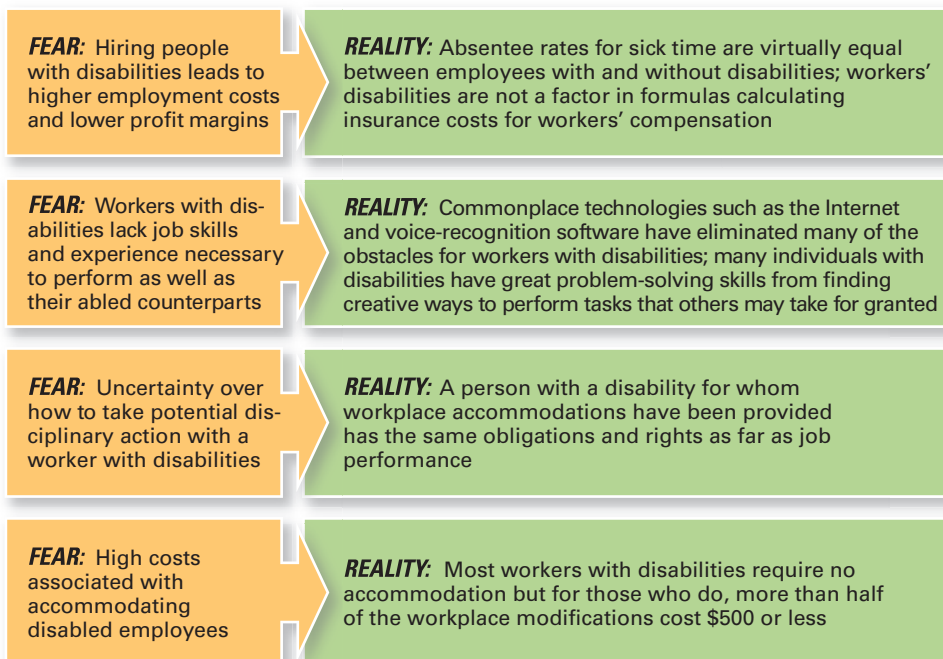 FEAR: Hiring people
with disabilities leads to
higher employment costs
and lower profit margins
REALITY: Absentee rates for sick time are virtually equal
between employees with and without disabilities; workers’
disabilities are not a factor in formulas calculating
insurance costs for workers’ compensation
FEAR: Workers with dis-
abilities lack job skills
and experience necessary
to perform as well as
their abled counterparts
REALITY: Commonplace technologies such as the Internet
and voice-recognition software have eliminated many of the
obstacles for workers with disabilities; many individuals with
disabilities have great problem-solving skills from finding
creative ways to perform tasks that others may take for granted
FEAR: Uncertainty over
how to take potential dis-
ciplinary action with a
worker with disabilities
REALITY: A person with a disability for whom
workplace accommodations have been provided
has the same obligations and rights as far as job
performance
FEAR: High costs
associated with
accommodating
disabled employees
REALITY: Most workers with disabilities require no
accommodation but for those who do, more than half
of the workplace modifications cost $500 or less